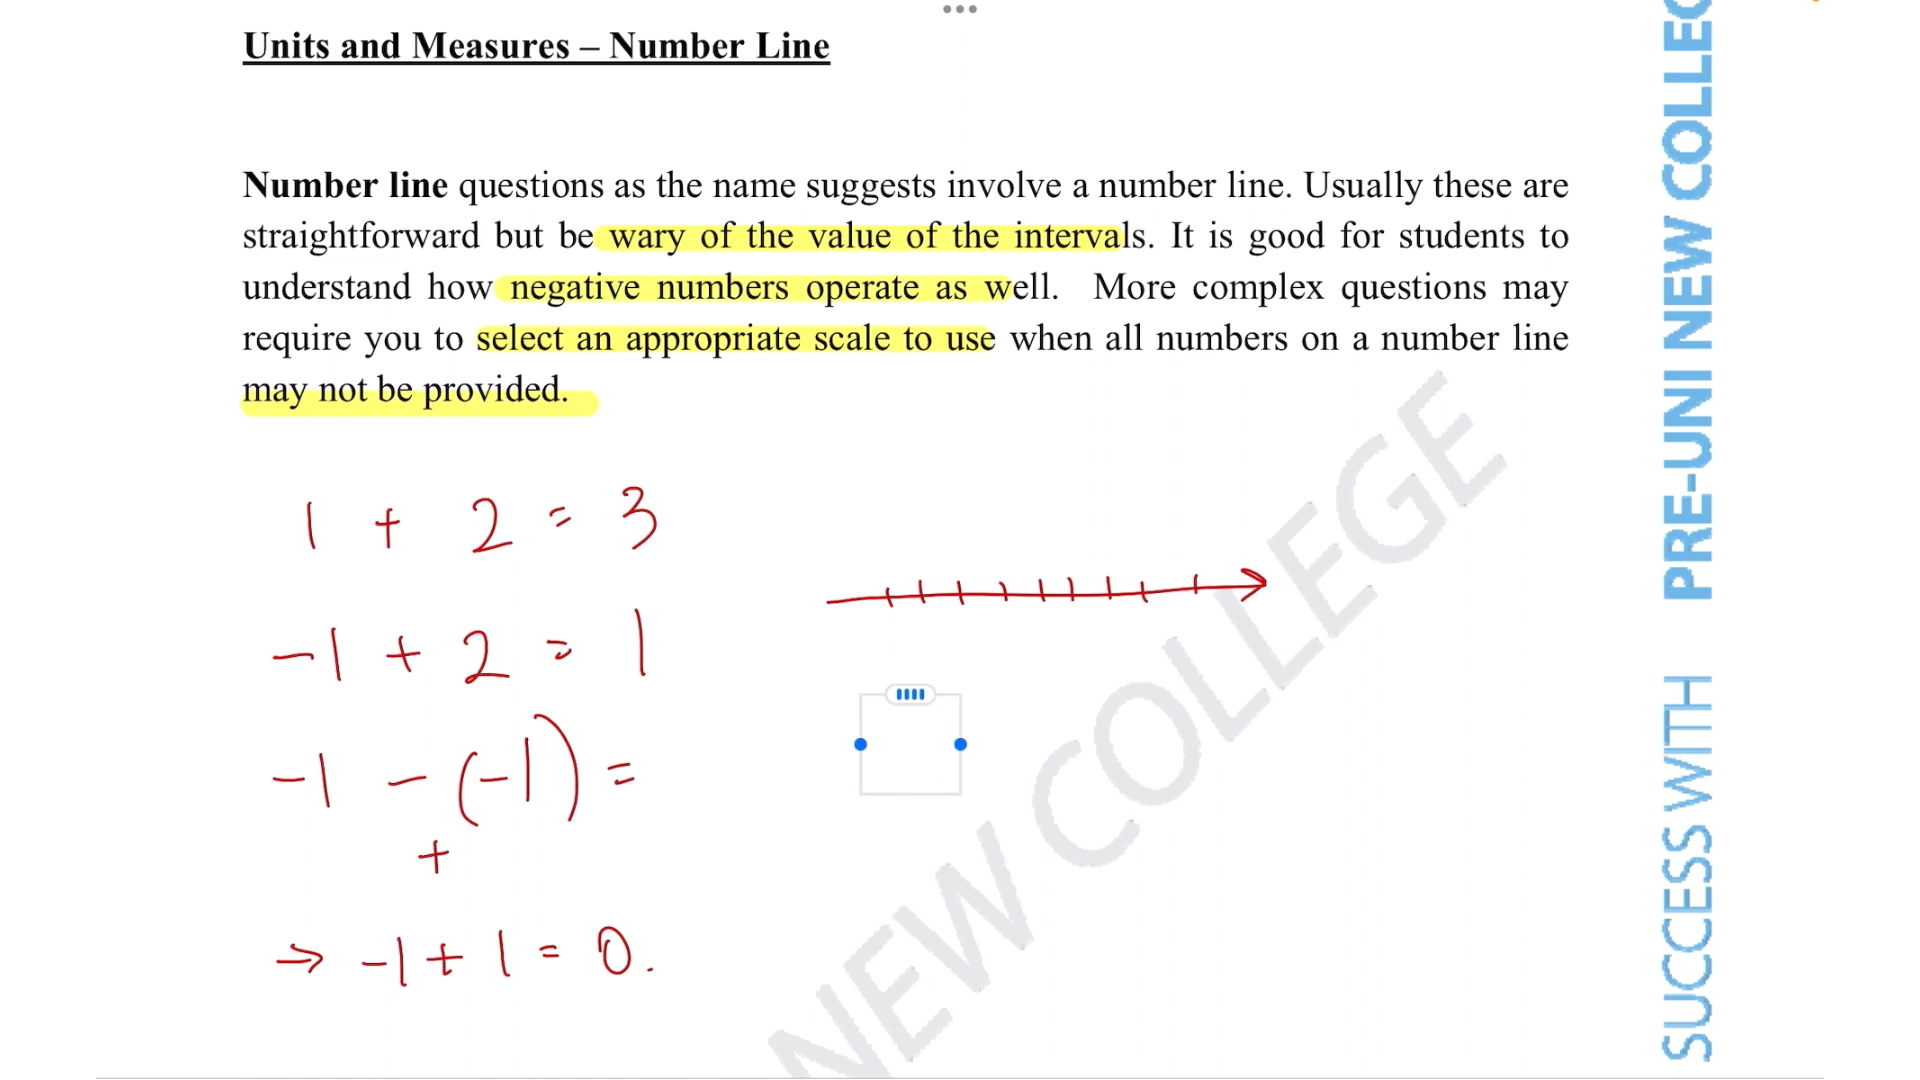 Units and Measures – Number Line
Number line questions as the name suggests involve a number line. Usually these are
straightforward but be wary of the value of the intervals. It is good for students to
understand how negative numbers operate as well. More complex questions may
require you to select an appropriate scale to use when all numbers on a number line
may not be provided.
1 + 2 = 3
-1 + 2 = 1
-1 - (-1) =
+
→ -1 + 1 = 0.
NEW COLLEGE
SUCCESS WITH PRE-UNI NEW COLLEG